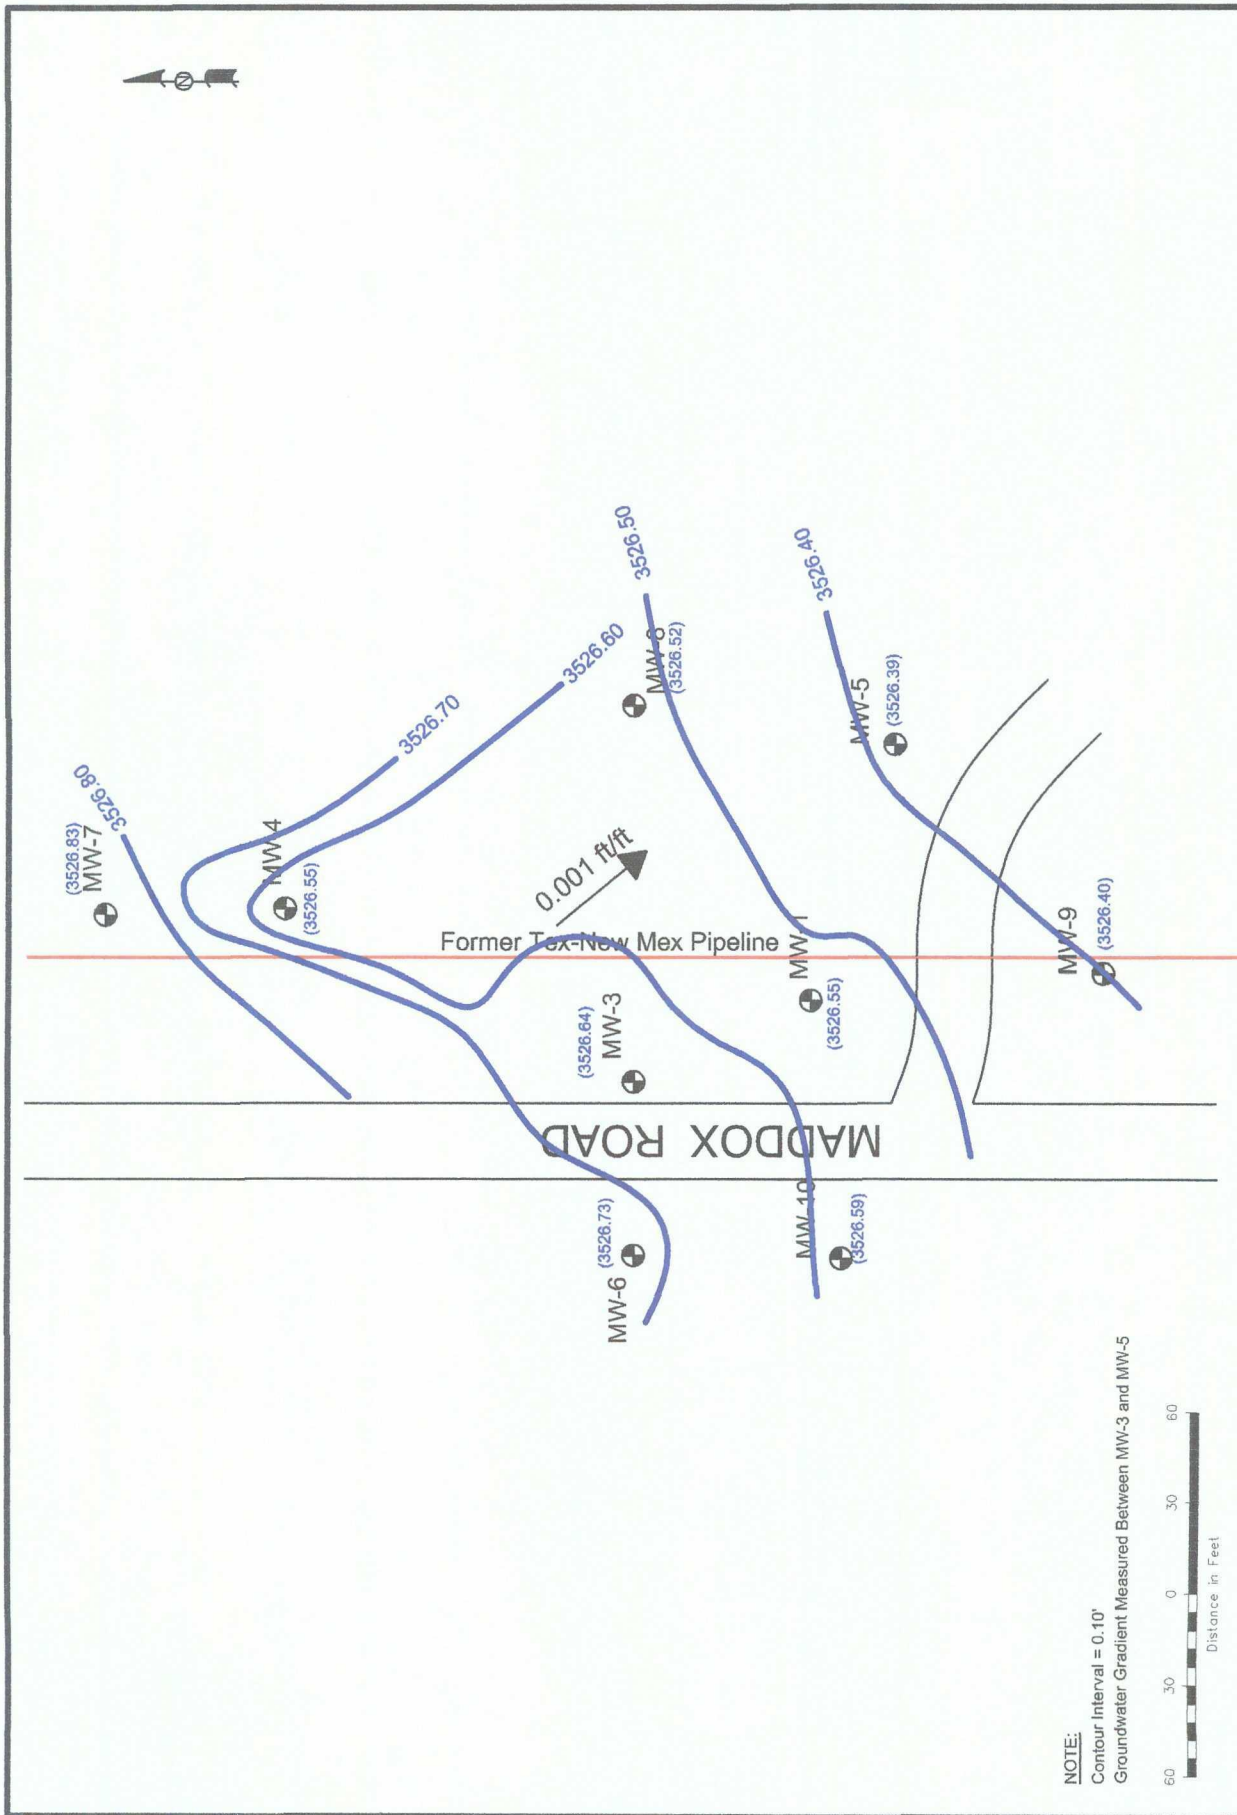 N
3526.80
(3526.83)
MW-7
3526.70
MW-4
(3526.55)
3526.60
3526.50
MW-8
(3526.52)
0.001 ft/ft
Former Tex-New Mex Pipeline
3526.40
MW-5
(3526.39)
(3526.64)
MW-3
MW-1
(3526.55)
MW-9
(3526.40)
MADDOX ROAD
(3526.73)
MW-6
MW-10
(3526.59)
NOTE:
Contour Interval = 0.10'
Groundwater Gradient Measured Between MW-3 and MW-5
60 30 0 30 60
Distance in Feet